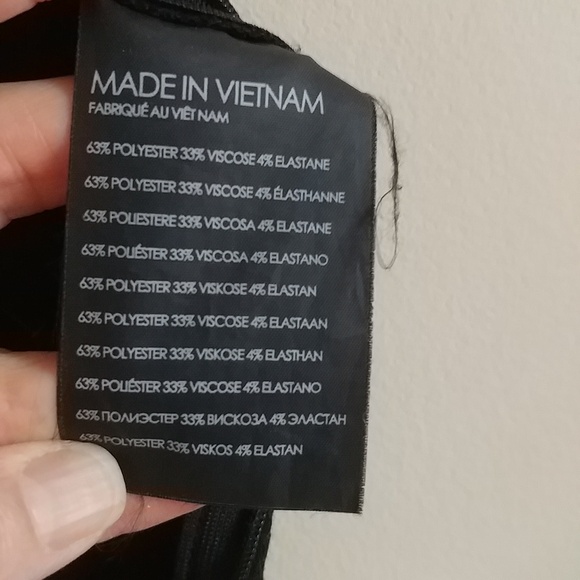 MADE IN VIETNAM
FABRIQUÉ AU VIÊT NAM
63% POLYESTER 33% VISCOSE 4% ELASTANE
63% POLYESTER 33% VISCOSE 4% ÉLASTHANNE
63% POLIESTERE 33% VISCOSA 4% ELASTANE
63% POLIÉSTER 33% VISCOSA 4% ELASTANO
63% POLYESTER 33% VISKOSE 4% ELASTAN
63% POLYESTER 33% VISCOSE 4% ELASTAAN
63% POLYESTER 33% VISKOSE 4% ELASTHAN
63% POLIÉSTER 33% VISCOSE 4% ELASTANO
63% ПОЛИЭСТЕР 33% ВИСКОЗА 4% ЭЛАСТАН
63% POLYESTER 33% VISKOS 4% ELASTAN